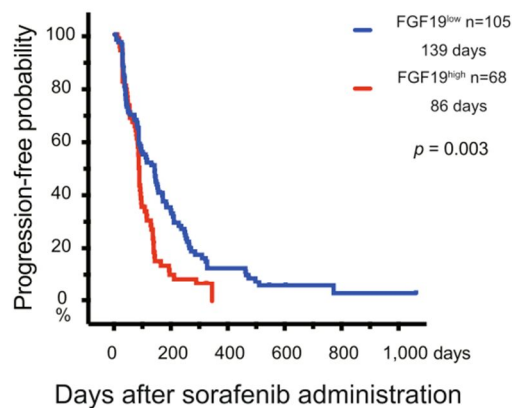 Progression-free probability
100
80
60
40
20
0
%
FGF19low n=105
139 days
FGF19high n=68
86 days
p = 0.003
0 200 400 600 800 1,000 days
Days after sorafenib administration